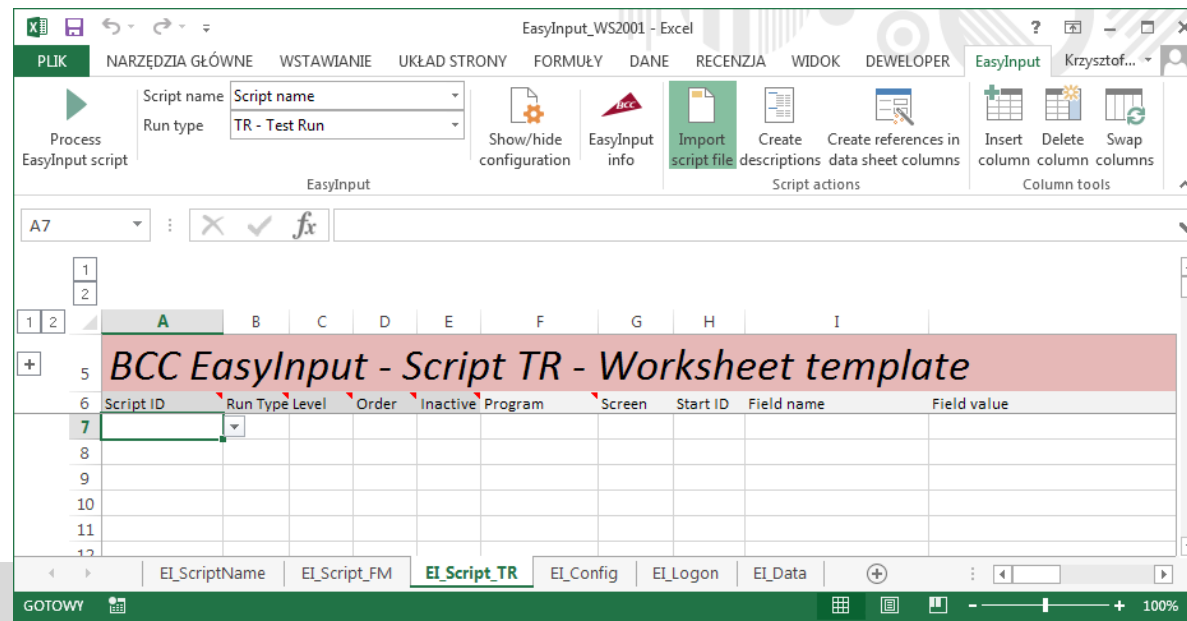 EasyInput_WS2001 - Excel
PLIK NARZĘDZIA GŁÓWNE WSTAWIANIE UKŁAD STRONY FORMUŁY DANE RECENZJA WIDOK DEWELOPER EasyInput Krzysztof...
Process
EasyInput script
Script name Script name
Run type TR - Test Run
Show/hide
configuration
BCC
EasyInput
info
Import
script file
Create
descriptions
Create references in
data sheet columns
Insert
column
Delete
column
Swap
columns
EasyInput Script actions Column tools
A7 fx
1
2
1 2 A B C D E F G H I
5 BCC EasyInput - Script TR - Worksheet template
6 Script ID Run Type Level Order Inactive Program Screen Start ID Field name Field value
7
8
9
10
11
12
EI_ScriptName EI_Script_FM EI_Script_TR EI_Config EI_Logon EI_Data
GOTOWY 100%